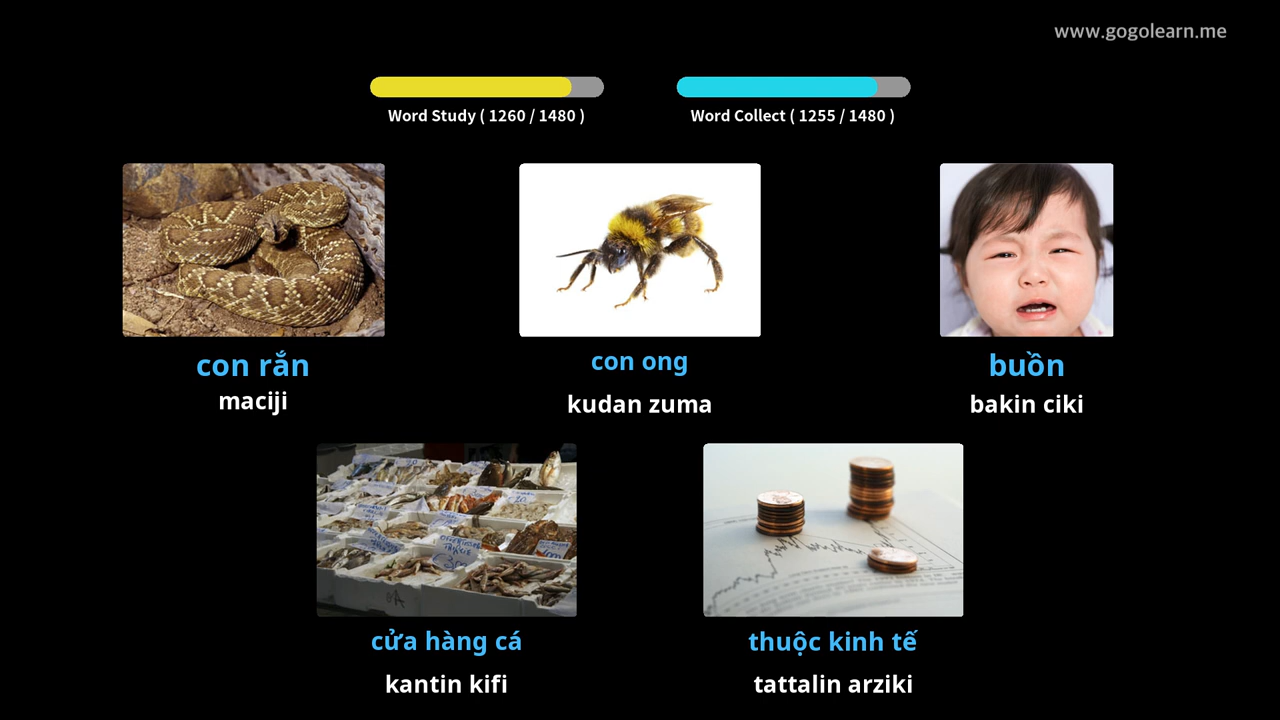 www.gogolearn.me
Word Study ( 1260 / 1480 )
Word Collect ( 1255 / 1480 )
con rắn
maciji
con ong
kudan zuma
buồn
bakin ciki
cửa hàng cá
kantin kifi
thuộc kinh tế
tattalin arziki